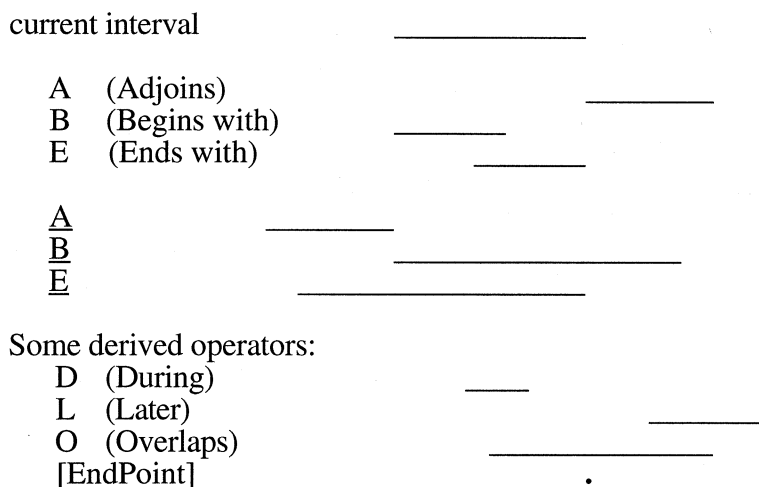 current interval
A (Adjoins)
B (Begins with)
E (Ends with)
A
B
E
Some derived operators:
D (During)
L (Later)
O (Overlaps)
[EndPoint]